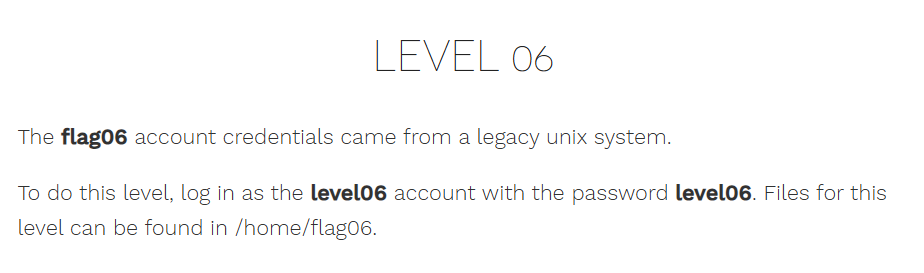 LEVEL 06
The flag06 account credentials came from a legacy unix system.
To do this level, log in as the level06 account with the password level06. Files for this
level can be found in /home/flag06.